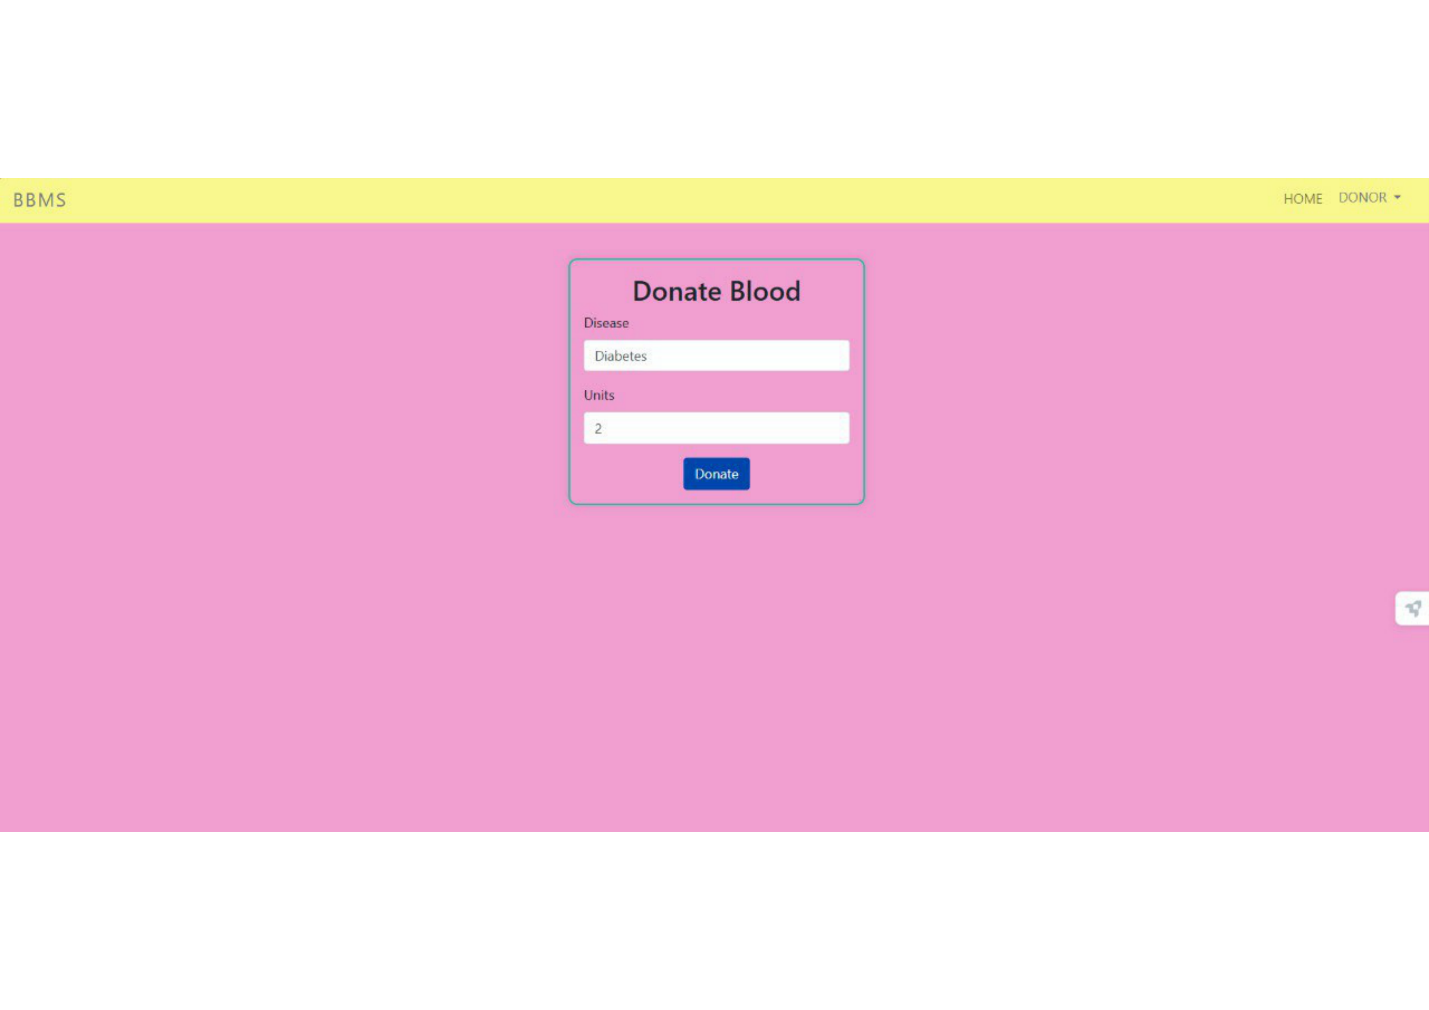 BBMS
HOME DONOR
Donate Blood
Disease
Diabetes
Units
2
Donate